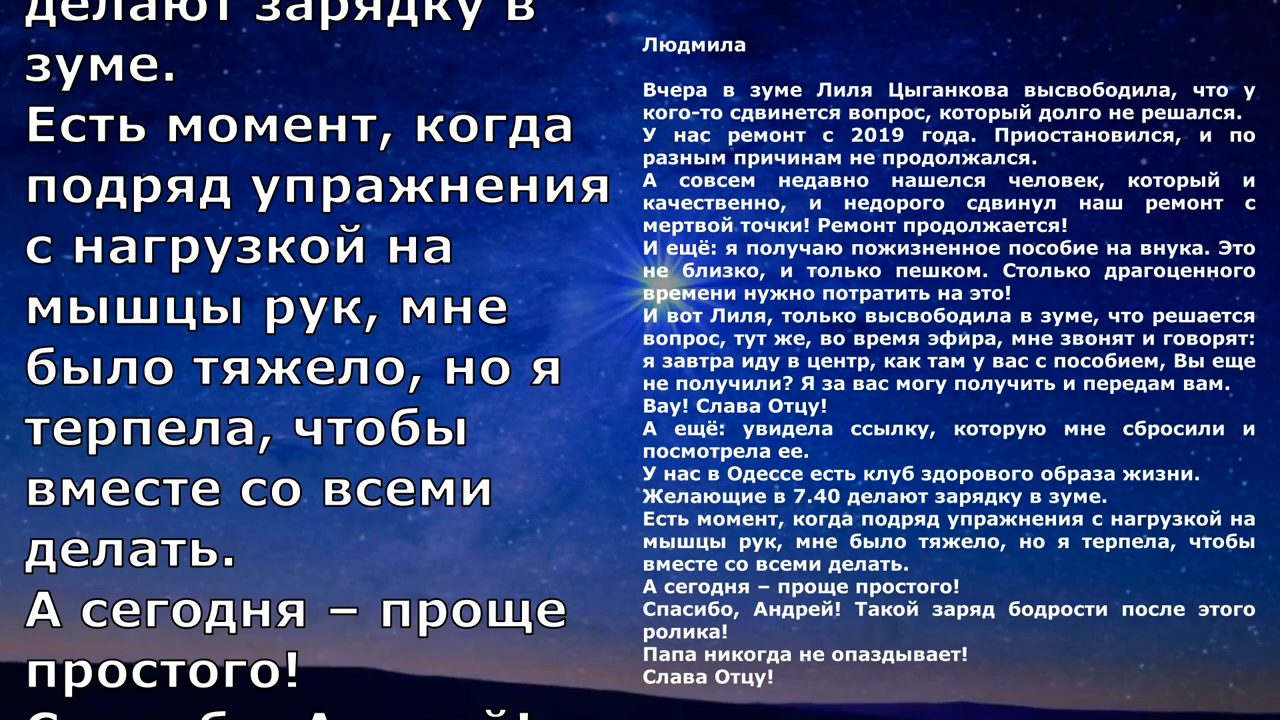 делают зарядку в
зуме.
Есть момент, когда
подряд упражнения
с нагрузкой на
мышцы рук, мне
было тяжело, но я
терпела, чтобы
вместе со всеми
делать.
А сегодня – проще
простого!
Людмила
Вчера в зуме Лиля Цыганкова высвободила, что у
кого-то сдвинется вопрос, который долго не решался.
У нас ремонт с 2019 года. Приостановился, и по
разным причинам не продолжался.
А совсем недавно нашелся человек, который и
качественно, и недорого сдвинул наш ремонт с
мертвой точки! Ремонт продолжается!
И ещё: я получаю пожизненное пособие на внука. Это
не близко, и только пешком. Столько драгоценного
времени нужно потратить на это!
И вот Лиля, только высвободила в зуме, что решается
вопрос, тут же, во время эфира, мне звонят и говорят:
я завтра иду в центр, как там у вас с пособием, Вы еще
не получили? Я за вас могу получить и передам вам.
Вау! Слава Отцу!
А ещё: увидела ссылку, которую мне сбросили и
посмотрела ее.
У нас в Одессе есть клуб здорового образа жизни.
Желающие в 7.40 делают зарядку в зуме.
Есть момент, когда подряд упражнения с нагрузкой на
мышцы рук, мне было тяжело, но я терпела, чтобы
вместе со всеми делать.
А сегодня – проще простого!
Спасибо, Андрей! Такой заряд бодрости после этого
ролика!
Папа никогда не опаздывает!
Слава Отцу!